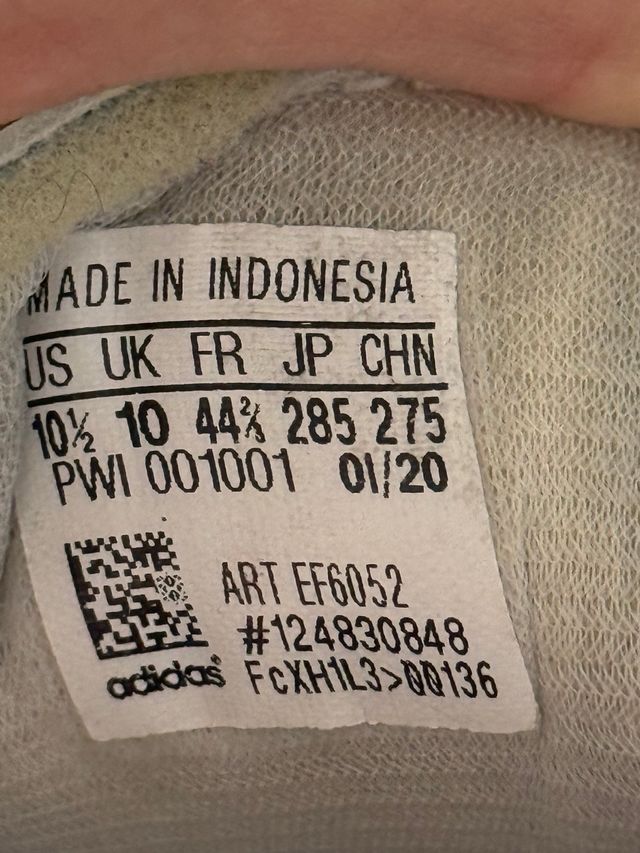 MADE IN INDONESIA
US UK FR JP CHN
10½ 10 44⅔ 285 275
PWI 001001 01/20
ART EF6052
#124830848
adidas FcXH1L3>00136